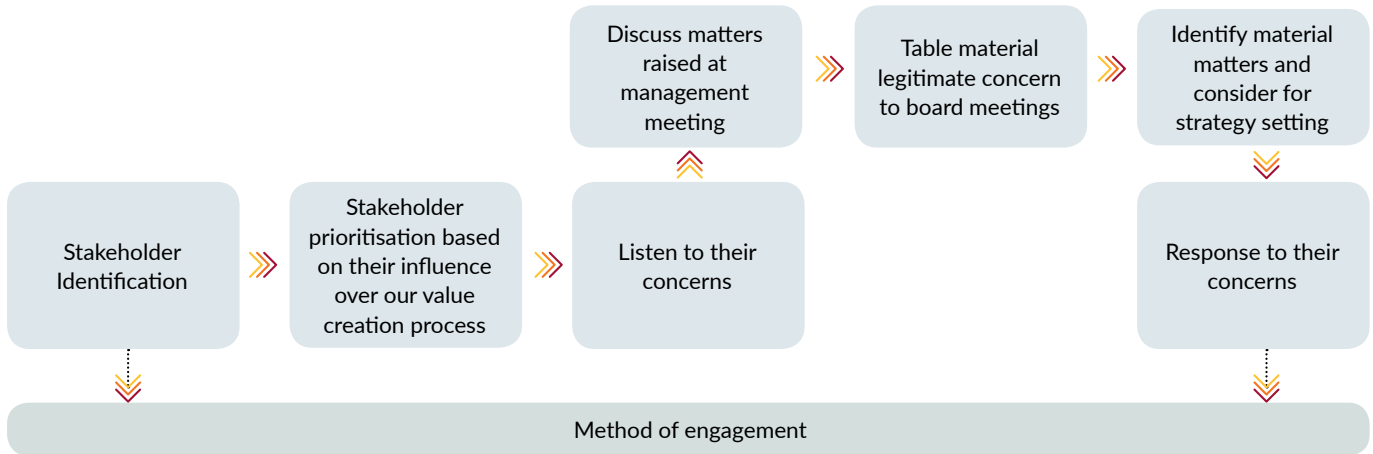 Stakeholder
Identification
Stakeholder
prioritisation based
on their influence
over our value
creation process
Listen to their
concerns
Discuss matters
raised at
management
meeting
Table material
legitimate concern
to board meetings
Identify material
matters and
consider for
strategy setting
Response to their
concerns
Method of engagement